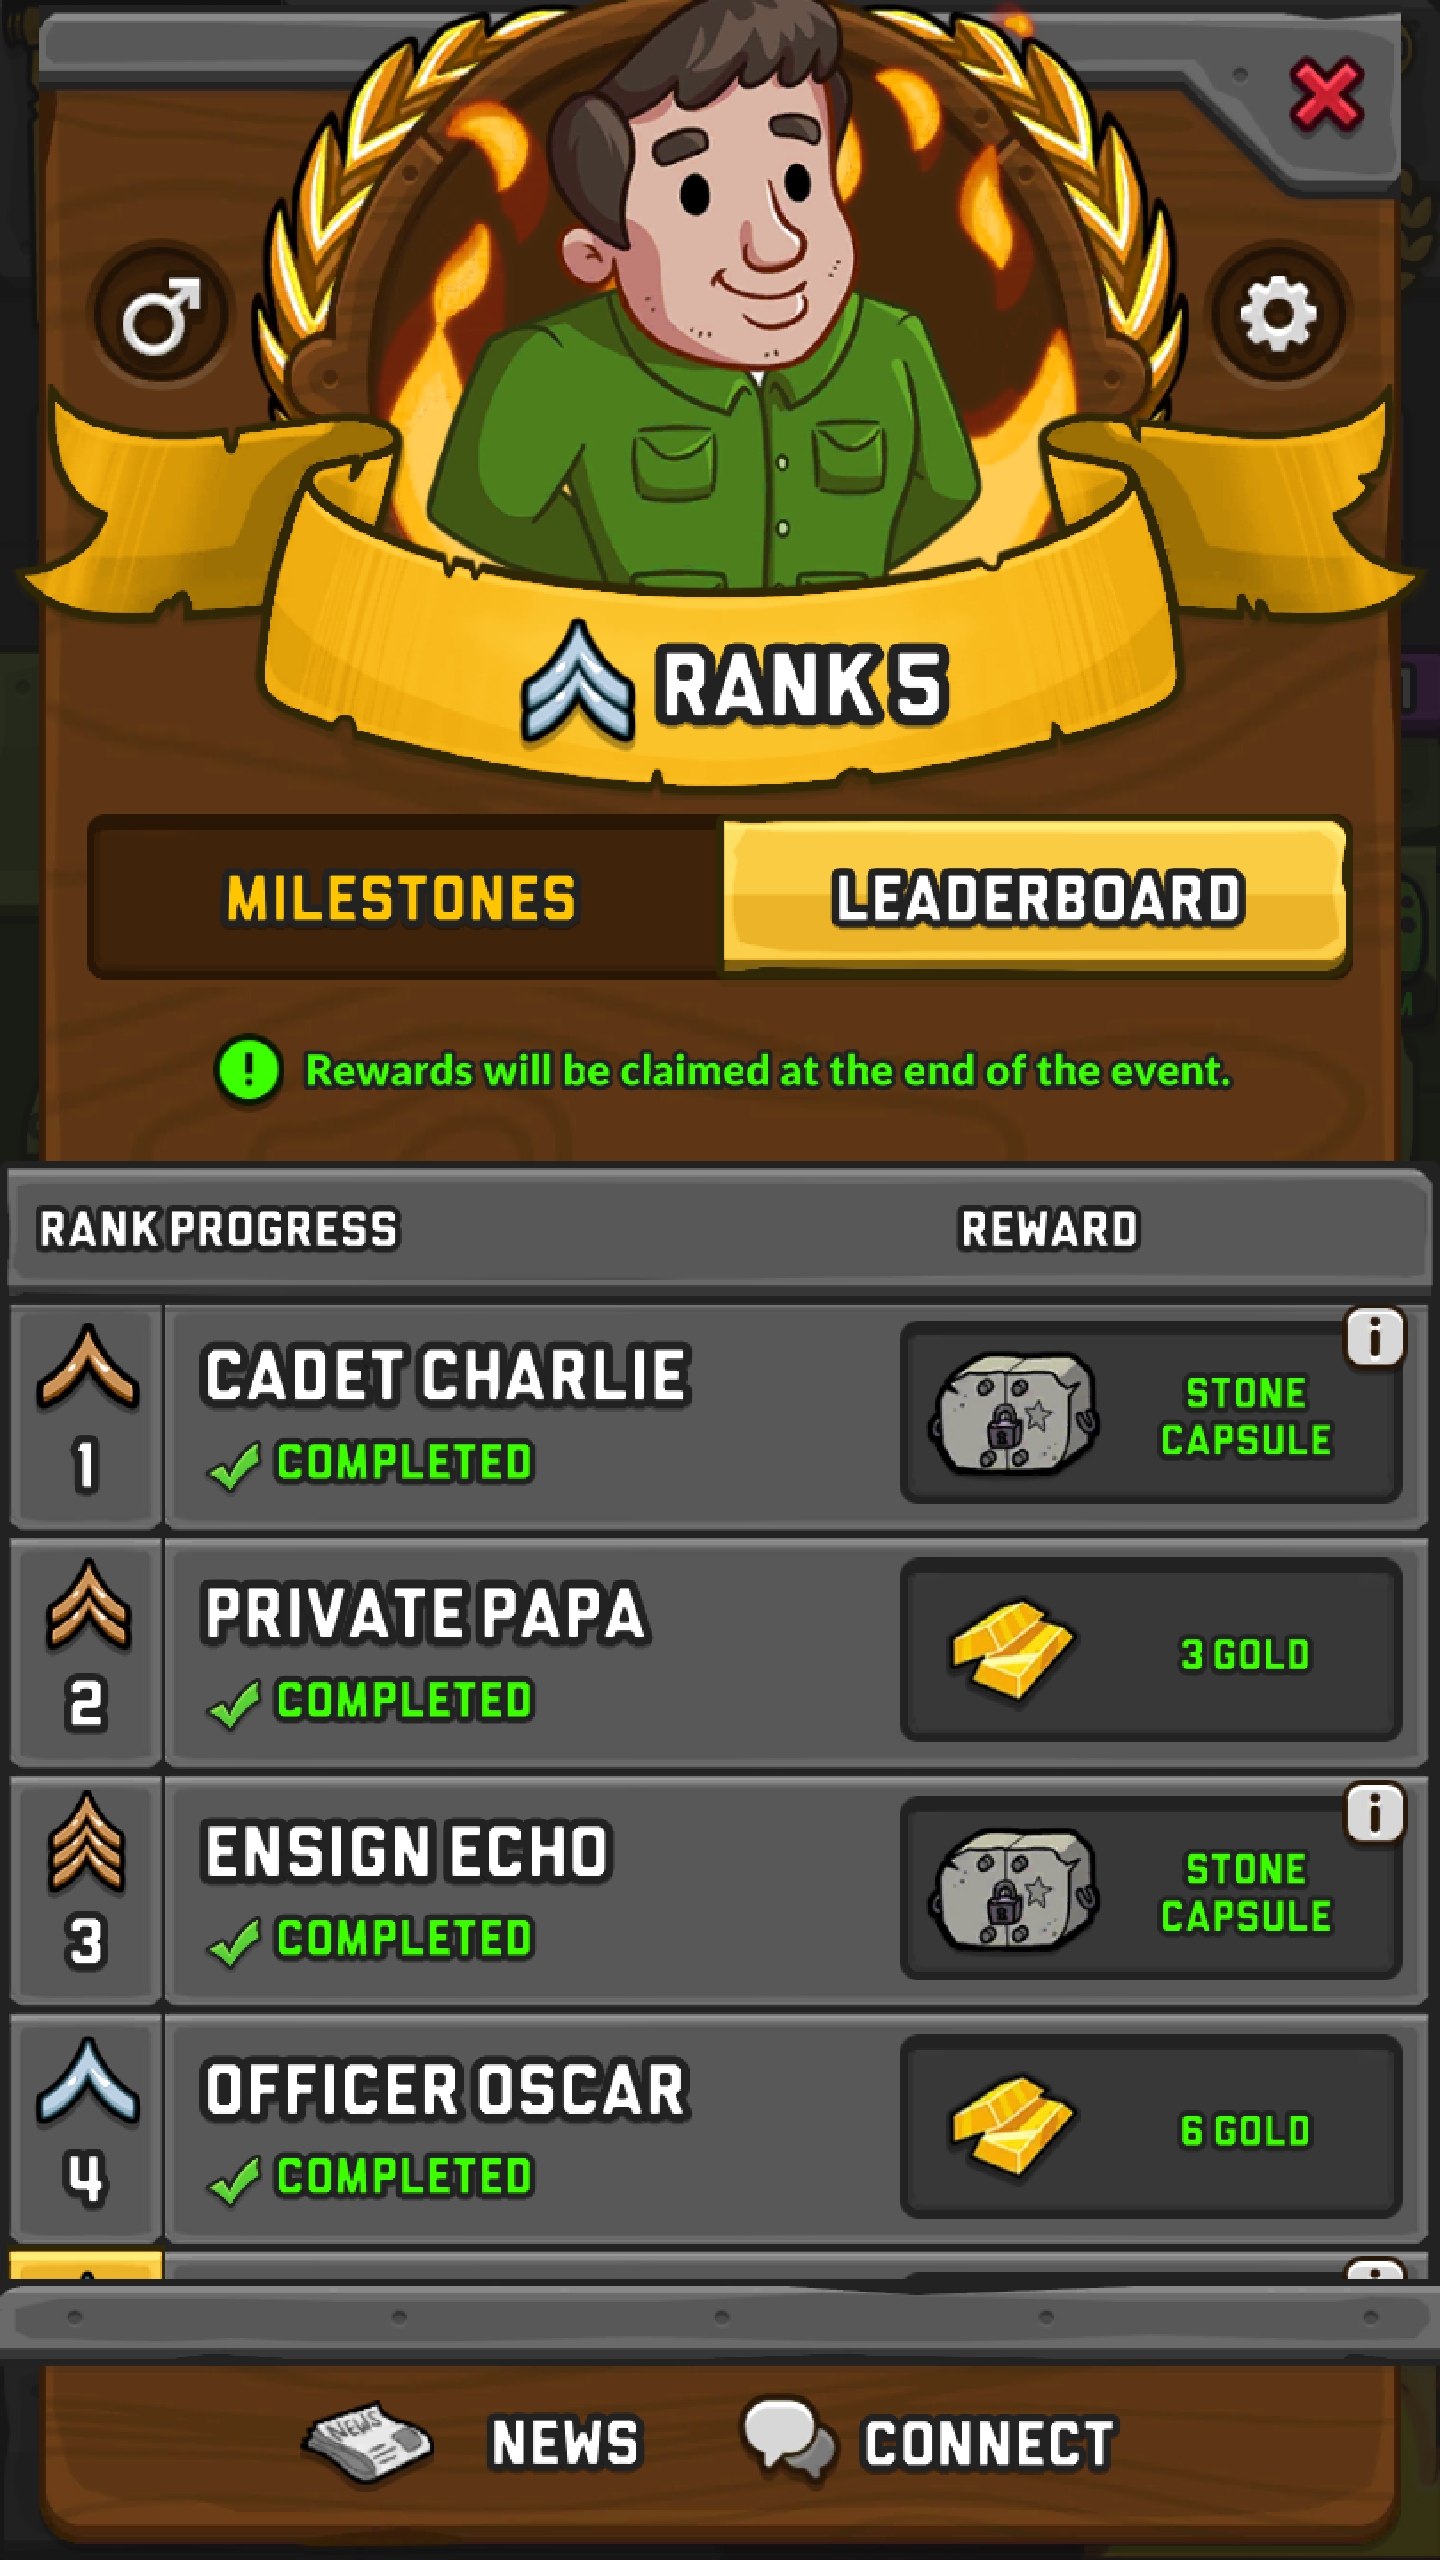 RANK 5
MILESTONES
LEADERBOARD
! Rewards will be claimed at the end of the event.
RANK PROGRESS
REWARD
1
CADET CHARLIE
COMPLETED
i
STONE
CAPSULE
2
PRIVATE PAPA
COMPLETED
3 GOLD
3
ENSIGN ECHO
COMPLETED
i
STONE
CAPSULE
4
OFFICER OSCAR
COMPLETED
6 GOLD
NEWS
NEWS
CONNECT